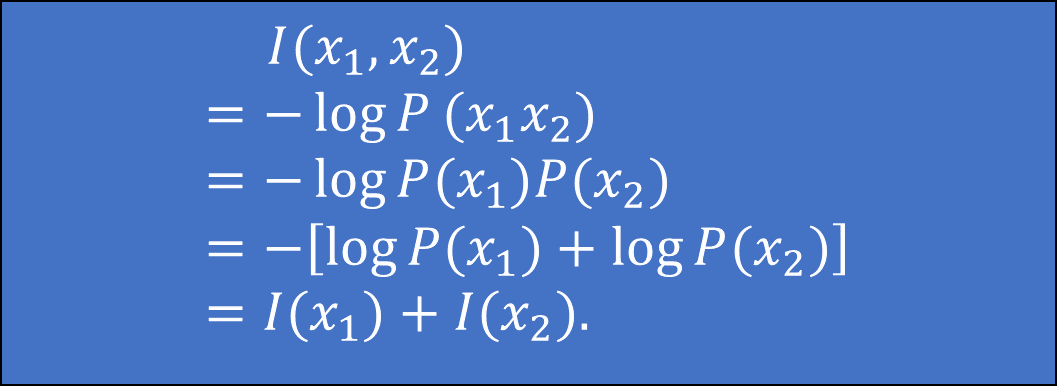 I(x₁, x₂)
= − log P (x₁x₂)
= − log P(x₁)P(x₂)
= −[log P(x₁) + log P(x₂)]
= I(x₁) + I(x₂).